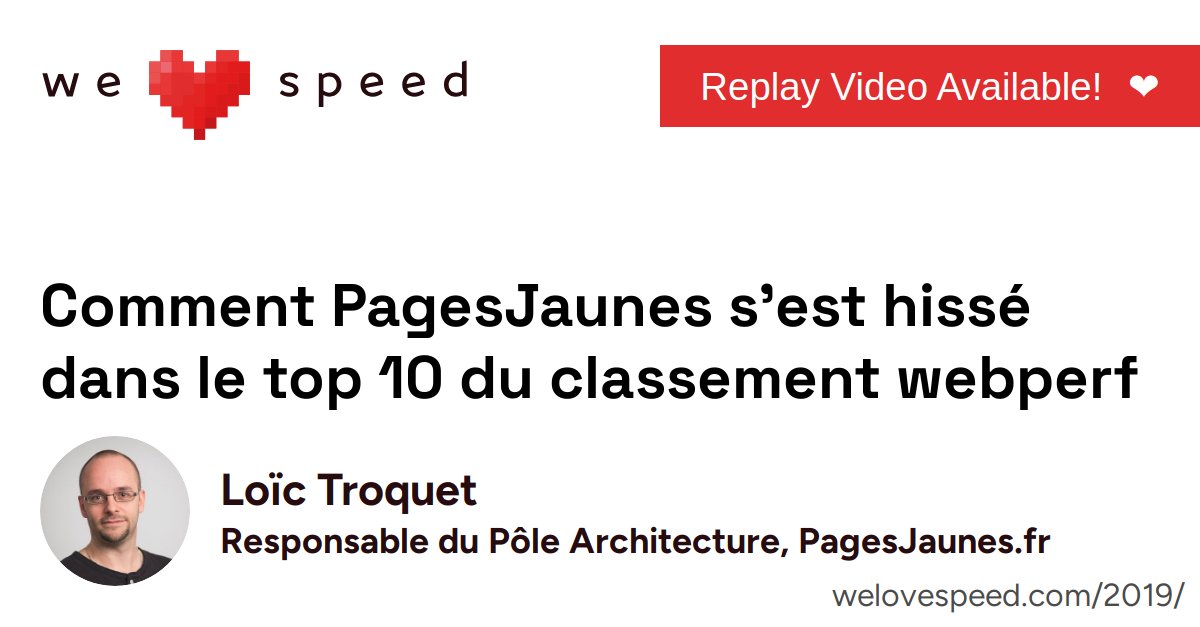 we ❤ speed
Replay Video Available! ❤
Comment PagesJaunes s’est hissé
dans le top 10 du classement webperf
Loïc Troquet
Responsable du Pôle Architecture, PagesJaunes.fr
welovespeed.com/2019/